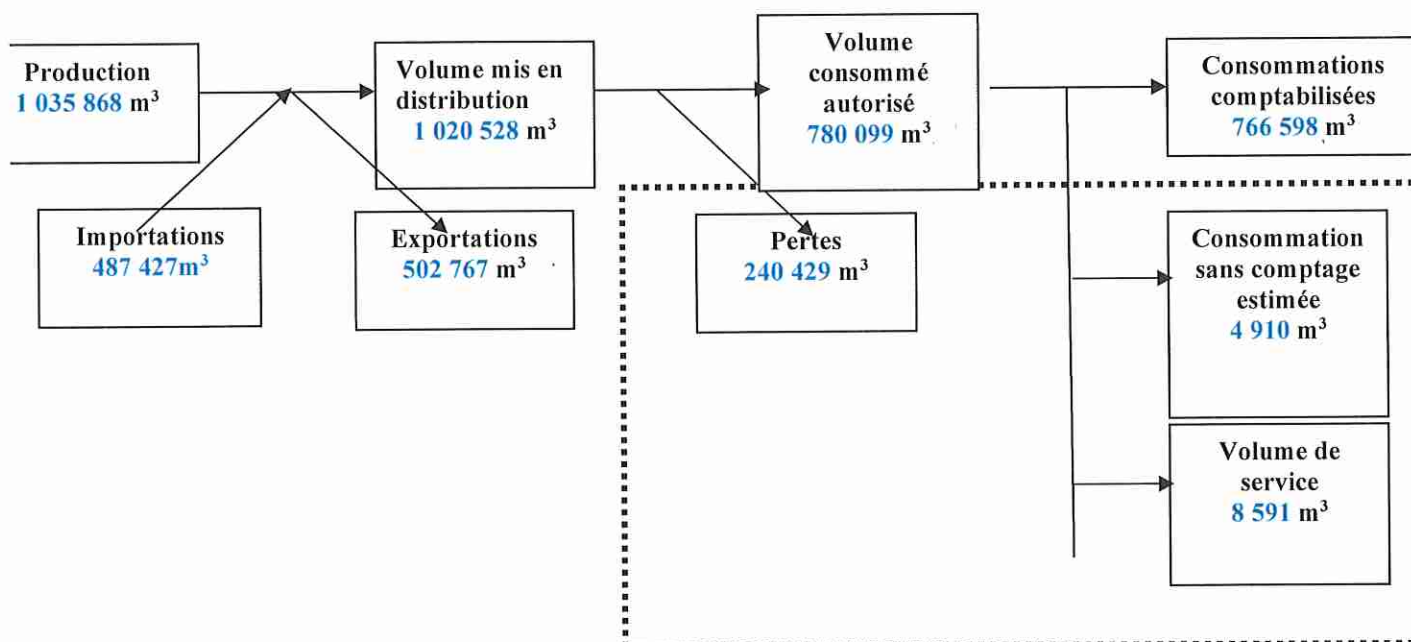 Production
1 035 868 m³
Volume mis en
distribution
1 020 528 m³
Volume
consommé
autorisé
780 099 m³
Consommations
comptabilisées
766 598 m³
Importations
487 427m³
Exportations
502 767 m³
Pertes
240 429 m³
Consommation
sans comptage
estimée
4 910 m³
Volume de
service
8 591 m³